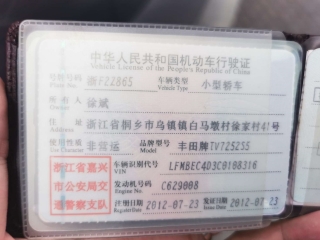 中华人民共和国机动车行驶证
Vehicle License of the People's Republic of China
号牌号码 浙F228G5 车辆类型 小型轿车
Plate No. Vehicle Type
所有人 徐斌
Owner
住址 浙江省桐乡市乌镇镇白马墩村徐家村41号
Address
使用性质 非营运 品牌型号 丰田牌TV7252S5
Use Character Model
浙江省嘉兴
市公安局交
通警察支队
车辆识别代号 LFMBEC4D3C0108316
VIN
发动机号码 C629008
Engine No.
注册日期 2012-07-23 发证日期 2012-07-23
Register Date Issue Date